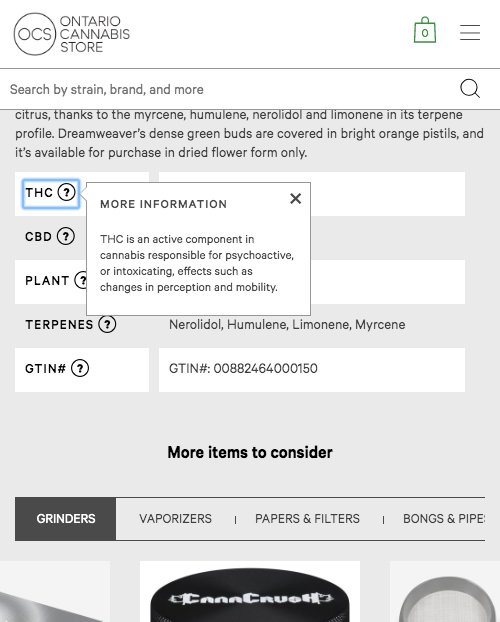 OCS ONTARIO
CANNABIS
STORE
0
Search by strain, brand, and more
citrus, thanks to the myrcene, humulene, nerolidol and limonene in its terpene
profile. Dreamweaver's dense green buds are covered in bright orange pistils, and
it's available for purchase in dried flower form only.
THC ?
MORE INFORMATION
THC is an active component in
cannabis responsible for psychoactive,
or intoxicating, effects such as
changes in perception and mobility.
CBD ?
PLANT ?
TERPENES ? Nerolidol, Humulene, Limonene, Myrcene
GTIN# ? GTIN#: 00882464000150
More items to consider
GRINDERS VAPORIZERS | PAPERS & FILTERS | BONGS & PIPES
CannaCrush